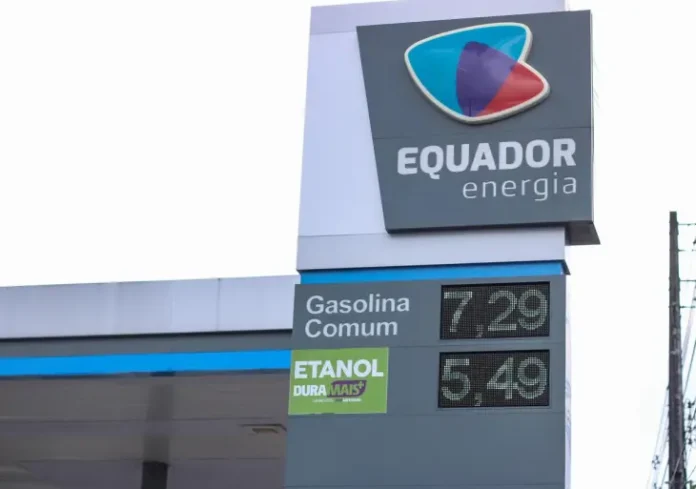 EQUADOR
energia
Gasolina
Comum
7,29
ETANOL
DURAMAIS+
5,49